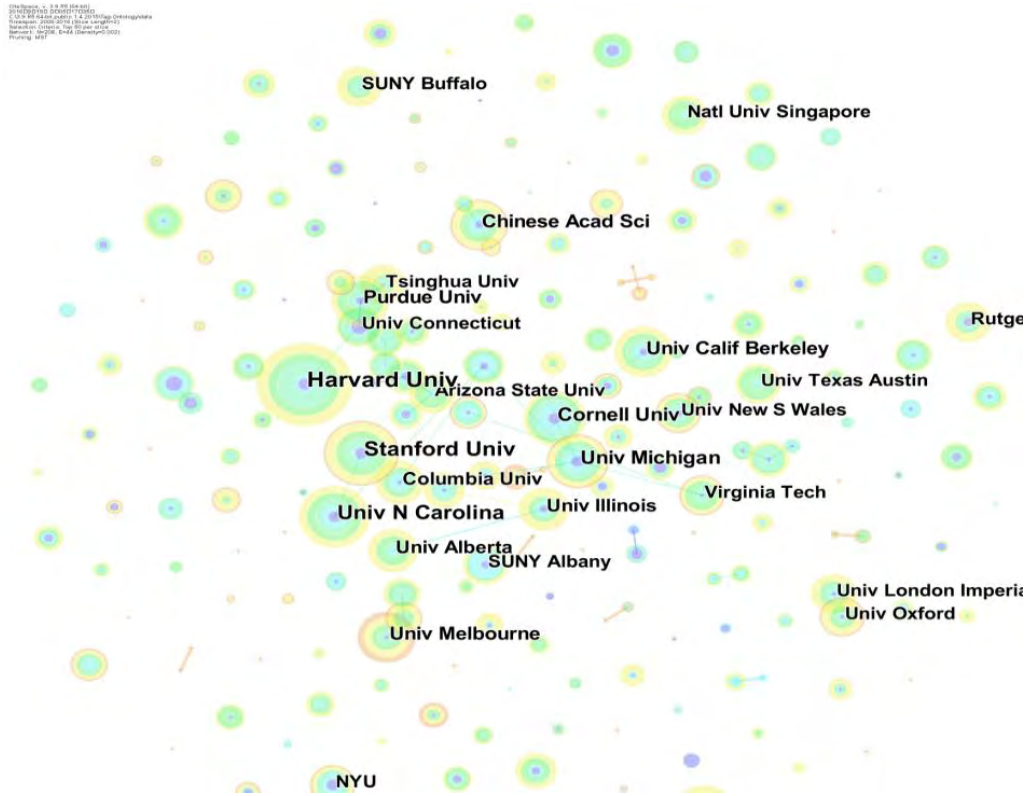 SUNY Buffalo
Natl Univ Singapore
Chinese Acad Sci
Tsinghua Univ
Purdue Univ
Rutge
Univ Connecticut
Univ Calif Berkeley
Harvard Univ
Univ Texas Austin
Arizona State Univ
Cornell Univ
Univ New S Wales
Stanford Univ
Univ Michigan
Columbia Univ
Virginia Tech
Univ N Carolina
Univ Illinois
Univ Alberta
SUNY Albany
Univ London Imperia
Univ Oxford
Univ Melbourne
NYU